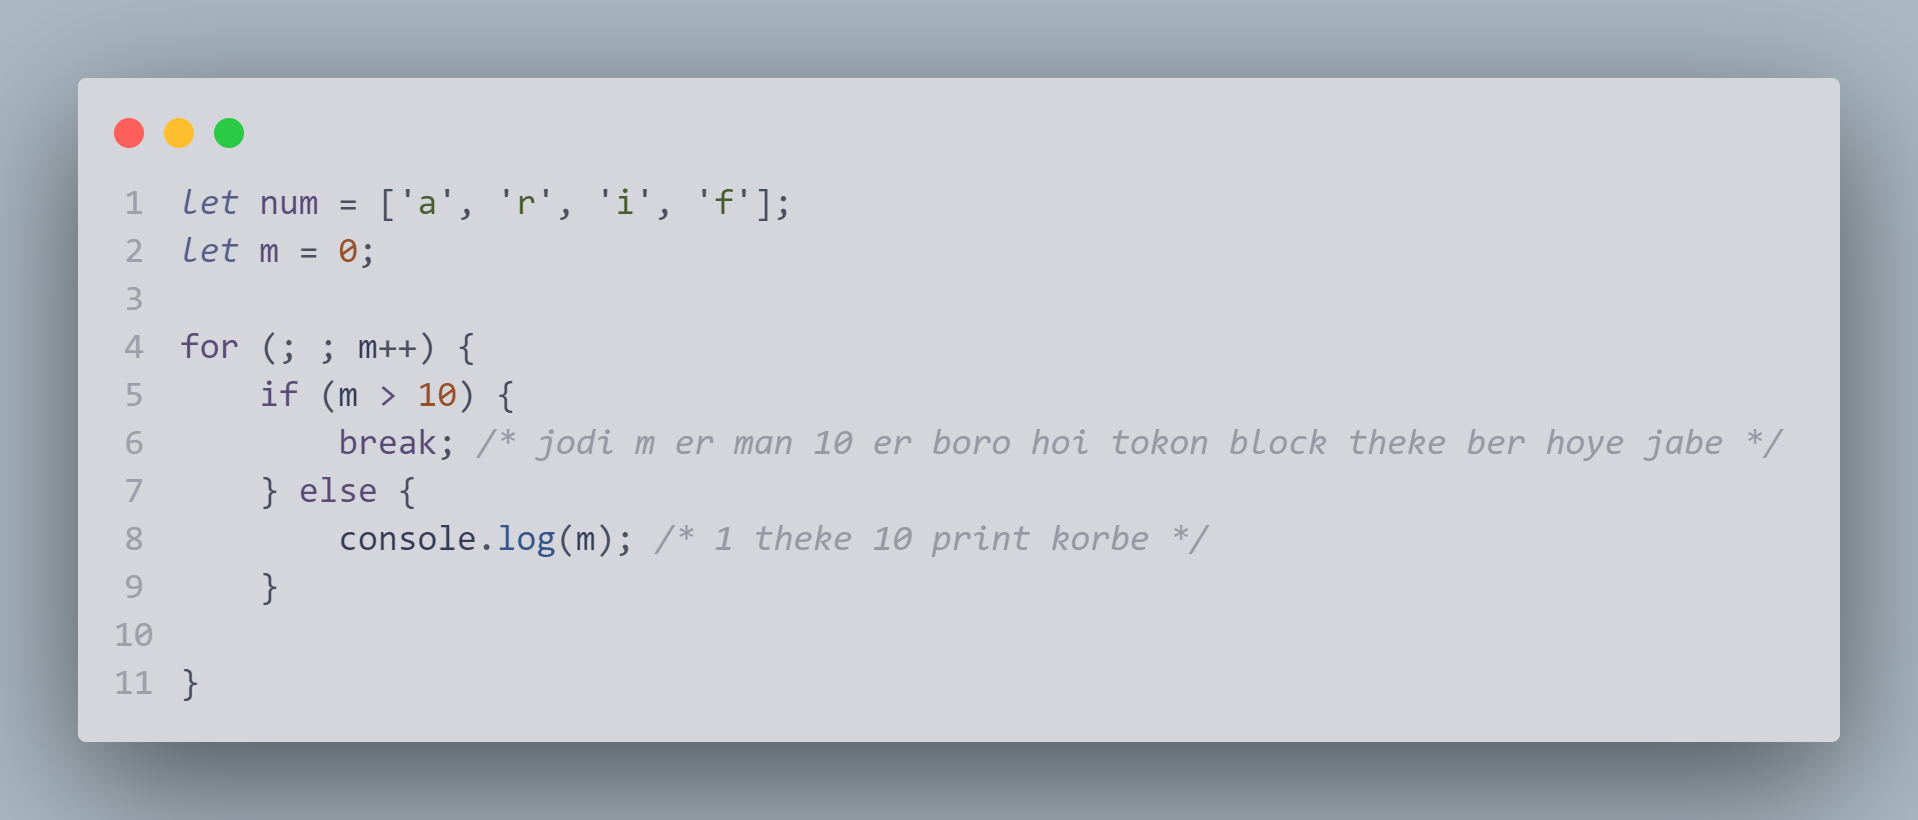 1 let num = ['a', 'r', 'i', 'f'];
2 let m = 0;
3
4 for (; ; m++) {
5     if (m > 10) {
6         break; /* jodi m er man 10 er boro hoi tokon block theke ber hoye jabe */
7     } else {
8         console.log(m); /* 1 theke 10 print korbe */
9     }
10
11 }